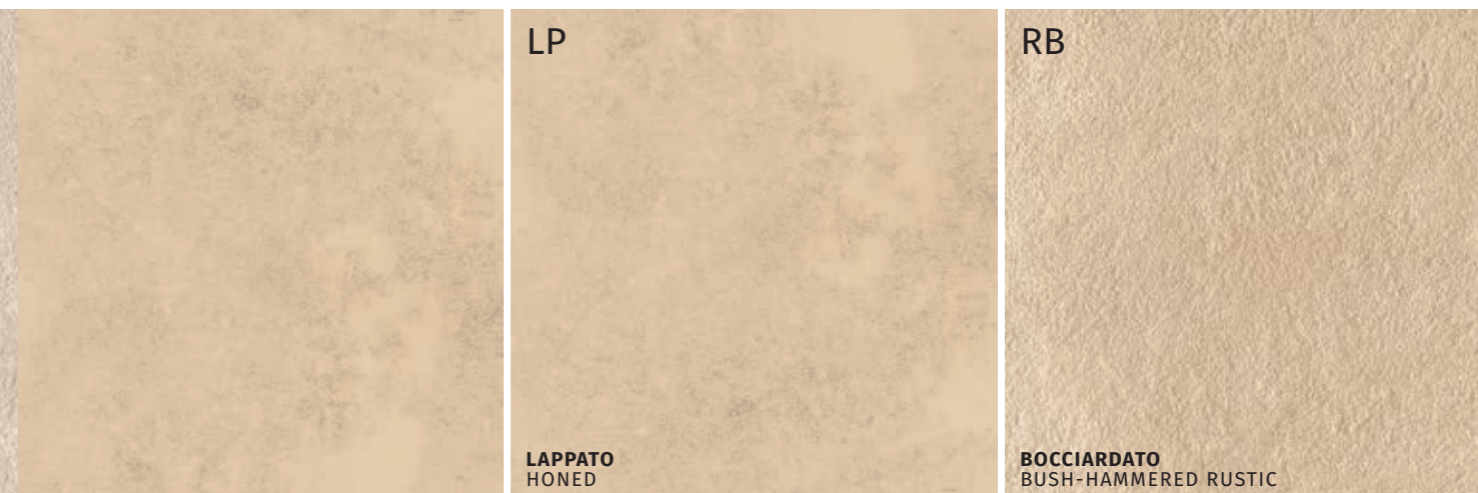 LP
LAPPATO
HONED
RB
BOCCIARDATO
BUSH-HAMMERED RUSTIC